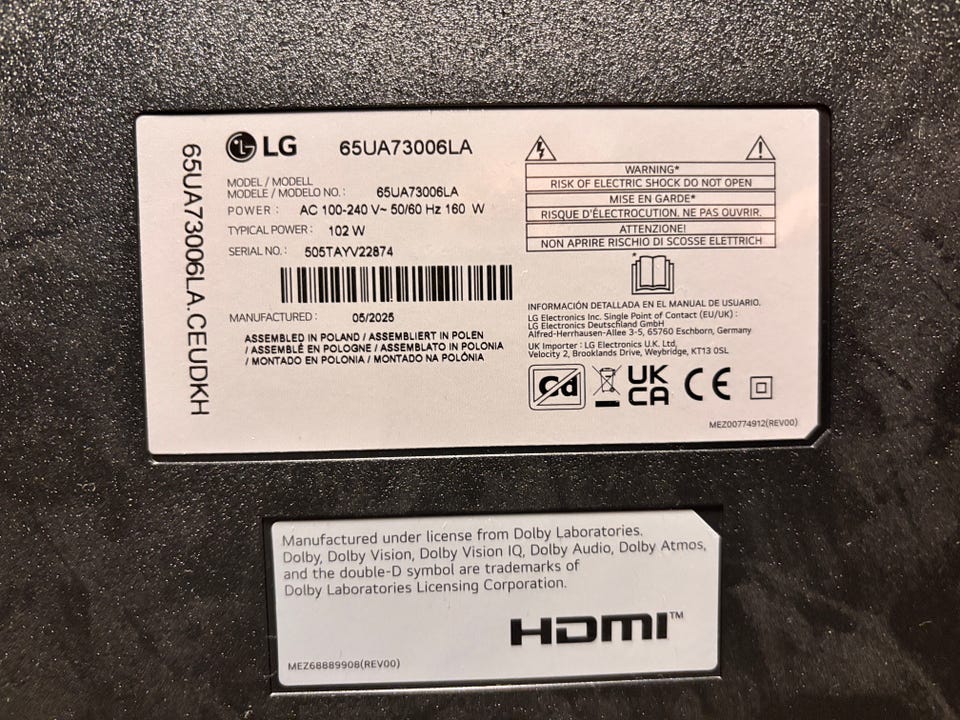 65UA73006LA.CEUDKH
LG 65UA73006LA
MODEL / MODELL
MODELE / MODELO NO. : 65UA73006LA
POWER : AC 100-240 V~ 50/60 Hz 160 W
TYPICAL POWER : 102 W
SERIAL NO. : 505TAYV22874
MANUFACTURED : 05/2025
ASSEMBLED IN POLAND / ASSEMBLIERT IN POLEN
/ ASSEMBLÉ EN POLOGNE / ASSEMBLATO IN POLONIA
/ MONTADO EN POLONIA / MONTADO NA POLÓNIA
WARNING*
RISK OF ELECTRIC SHOCK DO NOT OPEN
MISE EN GARDE*
RISQUE D'ÉLECTROCUTION. NE PAS OUVRIR.
ATTENZIONE!
NON APRIRE RISCHIO DI SCOSSE ELETTRICH
*
INFORMACIÓN DETALLADA EN EL MANUAL DE USUARIO.
LG Electronics Inc. Single Point of Contact (EU/UK) :
LG Electronics Deutschland GmbH
Alfred-Herrhausen-Allee 3-5, 65760 Eschborn, Germany
UK Importer : LG Electronics U.K. Ltd,
Velocity 2, Brooklands Drive, Weybridge, KT13 0SL
Cd UK
CA CE
MEZ00774912(REV00)
Manufactured under license from Dolby Laboratories.
Dolby, Dolby Vision, Dolby Vision IQ, Dolby Audio, Dolby Atmos,
and the double-D symbol are trademarks of
Dolby Laboratories Licensing Corporation.
HDMI™
MEZ68889908(REV00)